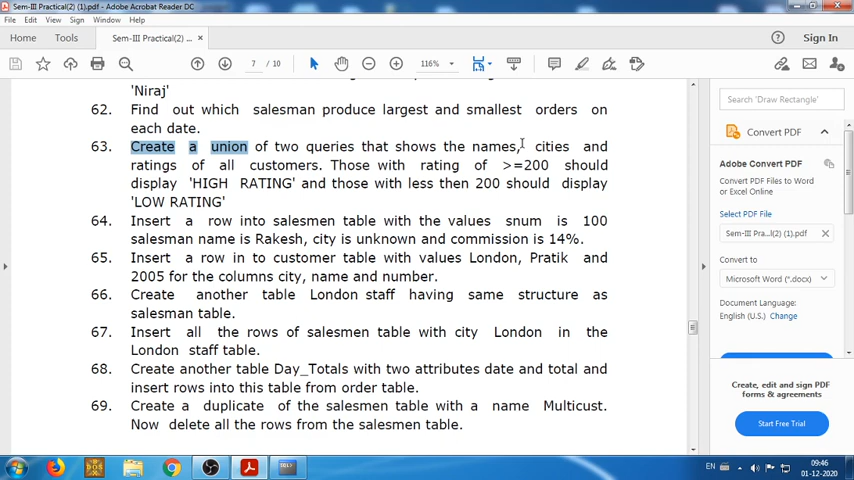 Sem-III Practical(2) (1).pdf - Adobe Acrobat Reader DC
File Edit View Sign Window Help
Home Tools Sem-III Practical(2) ... × Sign In
7 / 10 116%
'Niraj'
62. Find out which salesman produce largest and smallest orders on
each date.
63. Create a union of two queries that shows the names, cities and
ratings of all customers. Those with rating of >=200 should
display 'HIGH RATING' and those with less then 200 should display
'LOW RATING'
64. Insert a row into salesmen table with the values snum is 100
salesman name is Rakesh, city is unknown and commission is 14%.
65. Insert a row in to customer table with values London, Pratik and
2005 for the columns city, name and number.
66. Create another table London staff having same structure as
salesman table.
67. Insert all the rows of salesmen table with city London in the
London staff table.
68. Create another table Day_Totals with two attributes date and total and
insert rows into this table from order table.
69. Create a duplicate of the salesmen table with a name Multicust.
Now delete all the rows from the salesmen table.
Search 'Draw Rectangle'
Convert PDF
Adobe Convert PDF
Convert PDF Files to Word
or Excel Online
Select PDF File
Sem-III Pra...l(2) (1).pdf
Convert to
Microsoft Word (*.docx)
Document Language:
English (U.S.) Change
Create, edit and sign PDF
forms & agreements
Start Free Trial
DOS
EN
09:46
01-12-2020